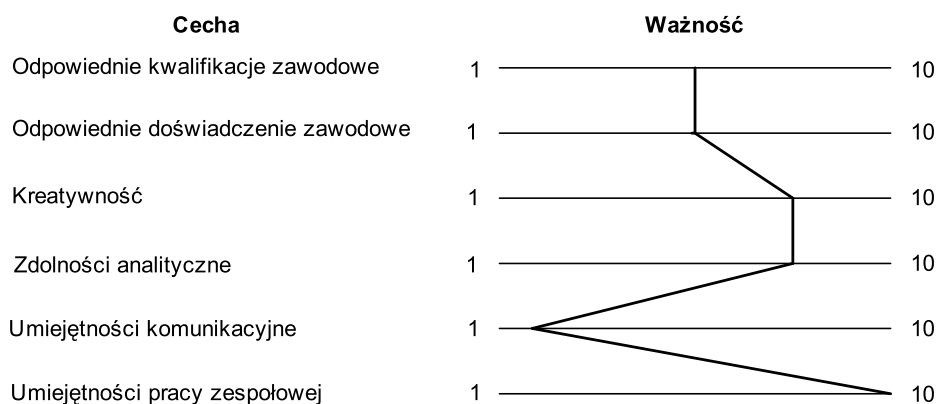 Cecha Ważność
Odpowiednie kwalifikacje zawodowe 1 10
Odpowiednie doświadczenie zawodowe 1 10
Kreatywność 1 10
Zdolności analityczne 1 10
Umiejętności komunikacyjne 1 10
Umiejętności pracy zespołowej 1 10